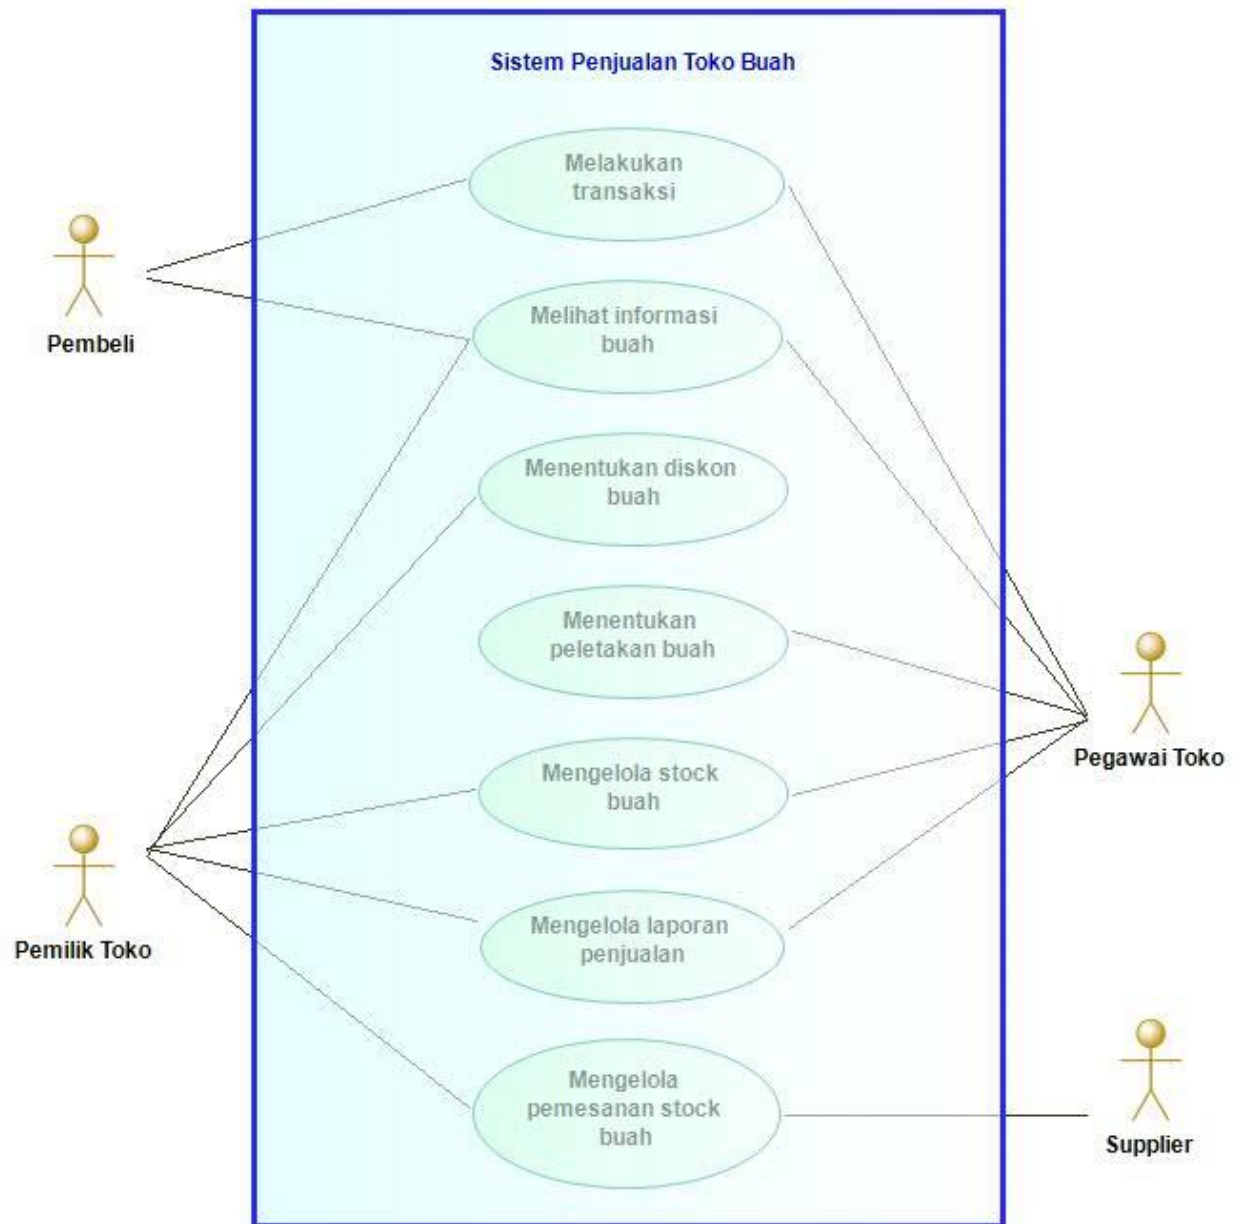 Sistem Penjualan Toko Buah
Melakukan
transaksi
Pembeli
Melihat informasi
buah
Menentukan diskon
buah
Menentukan
peletakan buah
Pegawai Toko
Mengelola stock
buah
Pemilik Toko
Mengelola laporan
penjualan
Mengelola
pemesanan stock
buah
Supplier